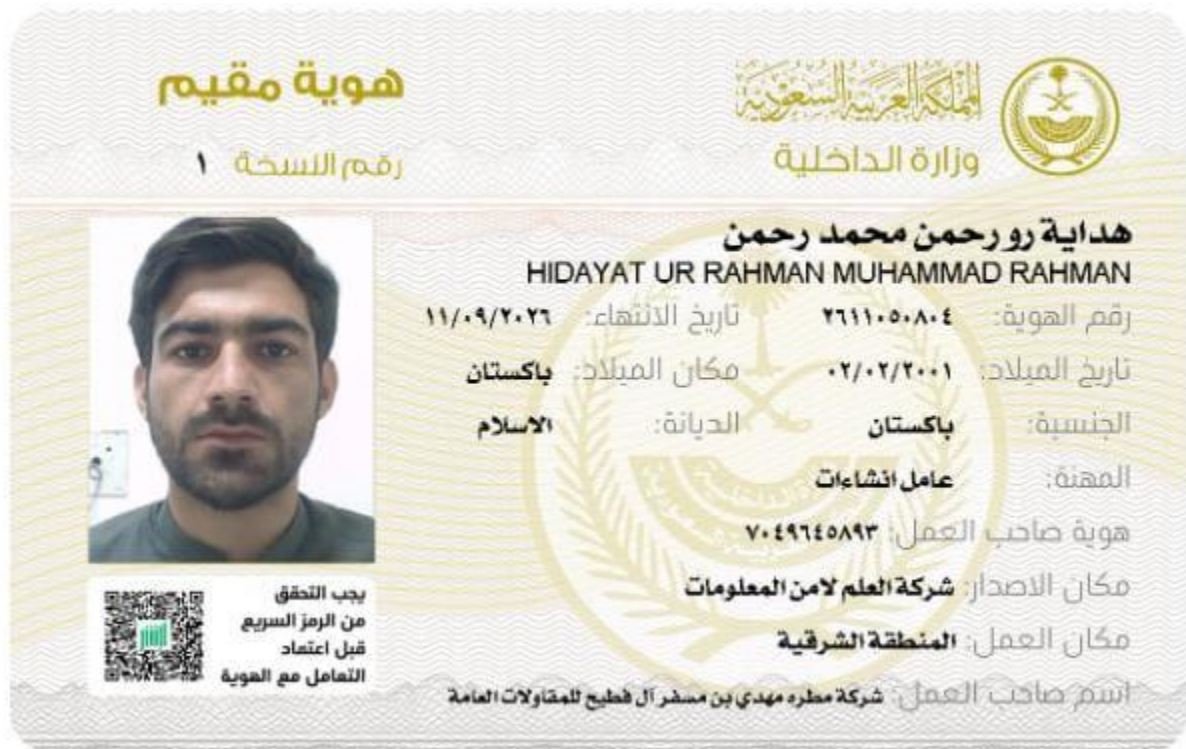 المملكة العربية السعودية
وزارة الداخلية
هوية مقيم
رقم النسخة ١
هداية رو رحمن محمد رحمن
HIDAYAT UR RAHMAN MUHAMMAD RAHMAN
رقم الهوية: ٢٦١١٠٥٠٨٠٤ تاريخ الانتهاء: ١١/٠٩/٢٠٢٦
تاريخ الميلاد: ٠٢/٠٢/٢٠٠١ مكان الميلاد: باكستان
الجنسية: باكستان الديانة: الاسلام
المهنة: عامل انشاءات
هوية صاحب العمل: ٧٠٤٩٦٤٥٨٩٣
مكان الاصدار: شركة العلم لامن المعلومات
مكان العمل: المنطقة الشرقية
اسم صاحب العمل: شركة مطره مهدي بن مسفر آل فطيح للمقاولات العامة
يجب التحقق
من الرمز السريع
قبل اعتماد
التعامل مع الهوية